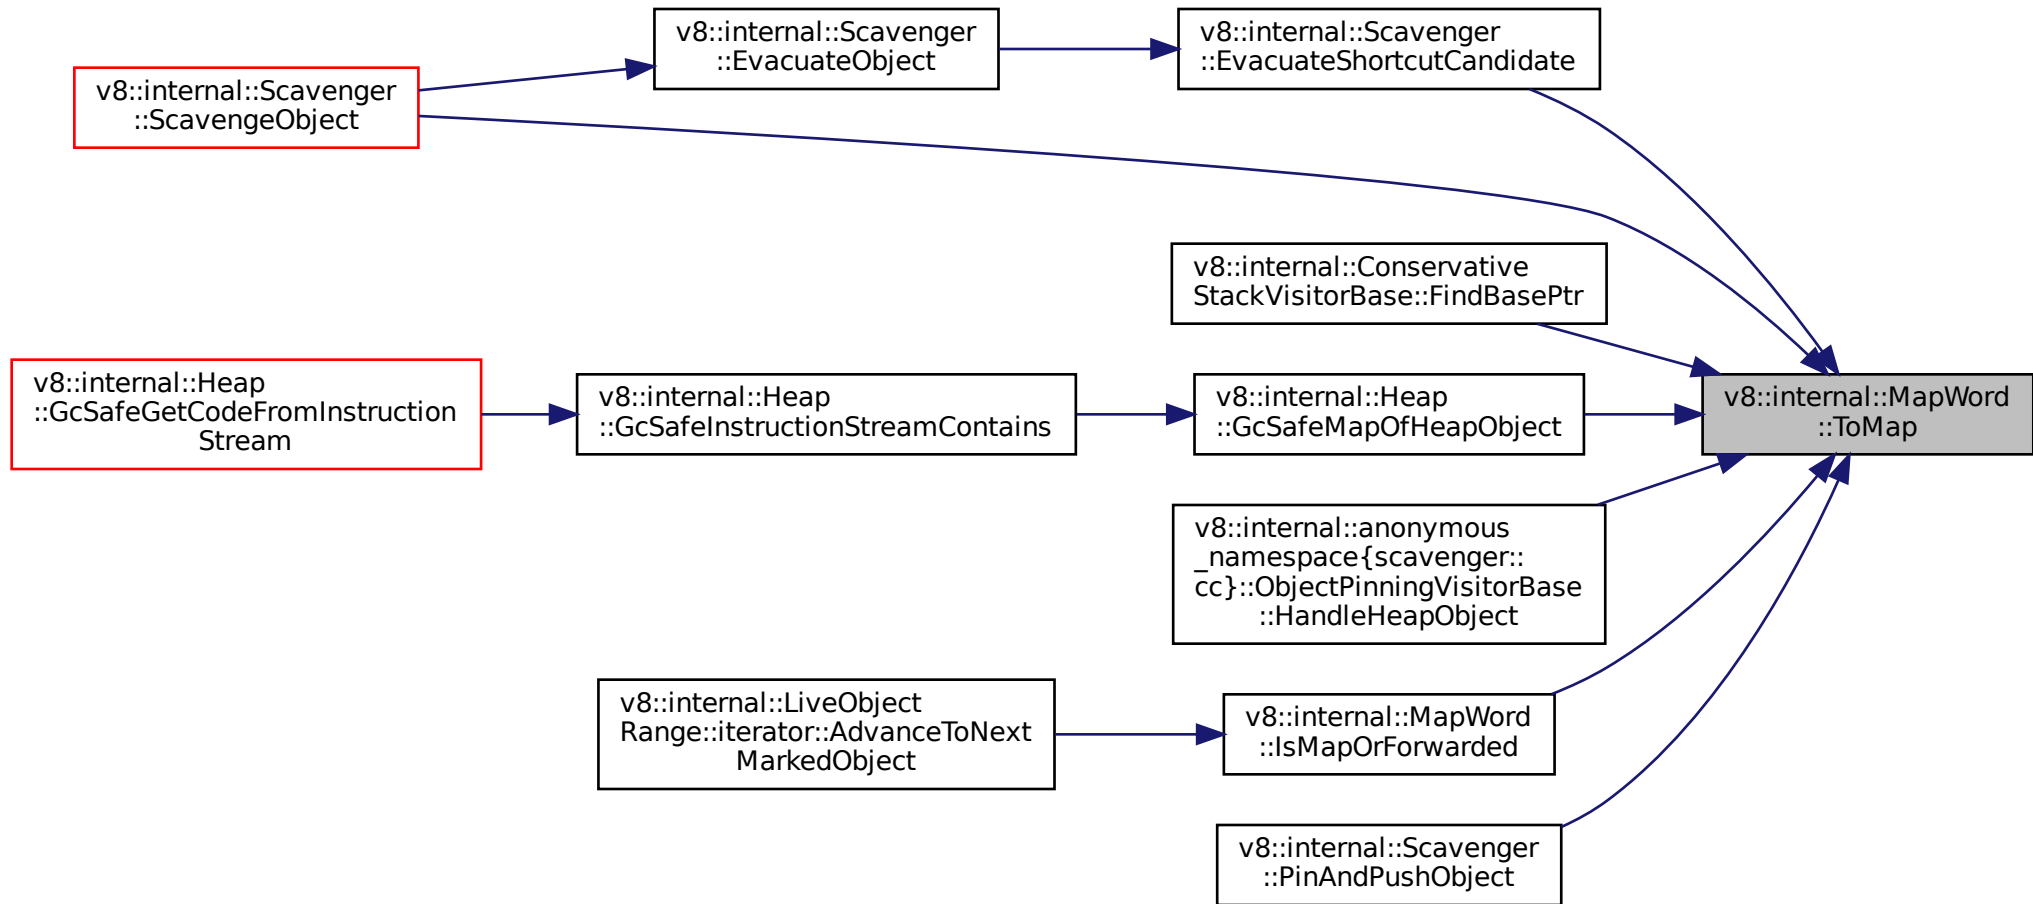 v8::internal::Scavenger
::EvacuateObject
v8::internal::Scavenger
::EvacuateShortcutCandidate
v8::internal::Scavenger
::ScavengeObject
v8::internal::Conservative
StackVisitorBase::FindBasePtr
v8::internal::Heap
::GcSafeGetCodeFromInstruction
Stream
v8::internal::Heap
::GcSafeInstructionStreamContains
v8::internal::Heap
::GcSafeMapOfHeapObject
v8::internal::MapWord
::ToMap
v8::internal::anonymous
_namespace{scavenger::
cc}::ObjectPinningVisitorBase
::HandleHeapObject
v8::internal::LiveObject
Range::iterator::AdvanceToNext
MarkedObject
v8::internal::MapWord
::IsMapOrForwarded
v8::internal::Scavenger
::PinAndPushObject